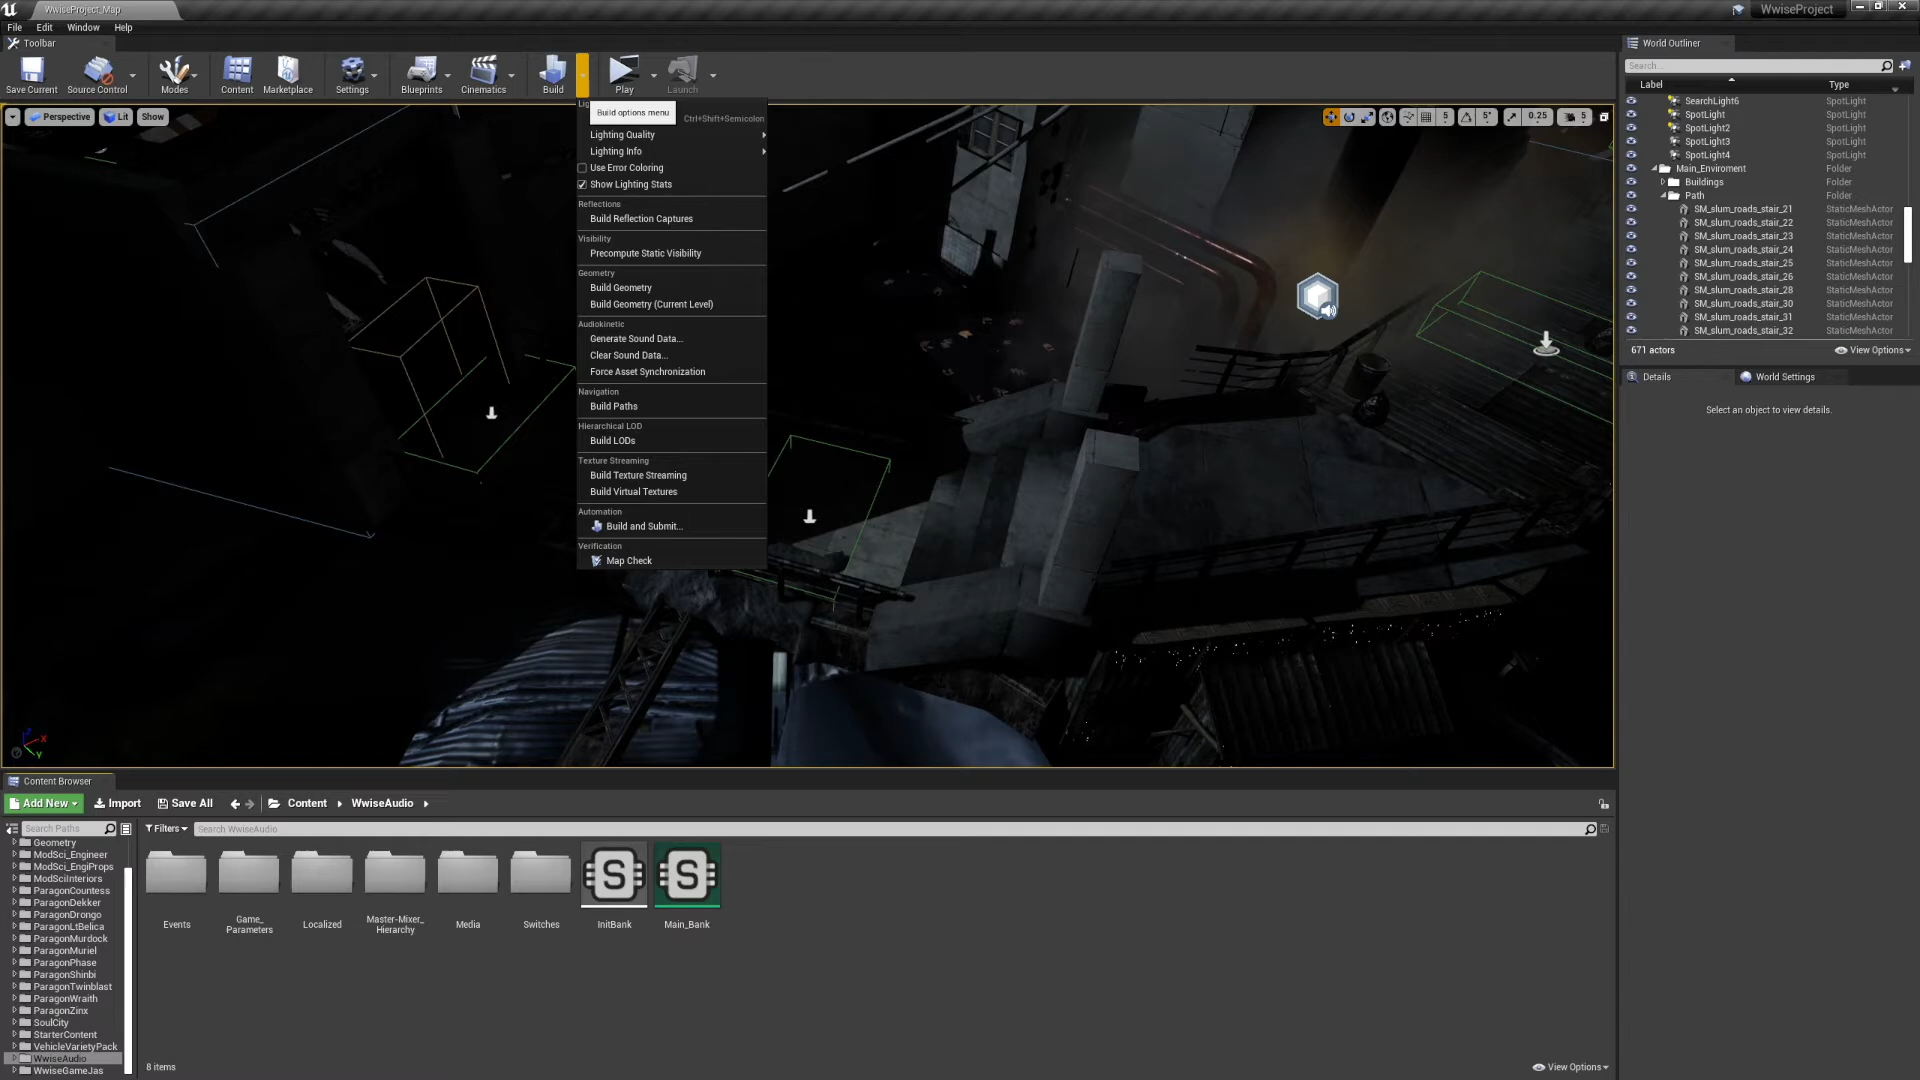 WwiseProject_Map
WwiseProject
File Edit Window Help
Toolbar
World Outliner
Save Current
Source Control
Modes
Content
Marketplace
Settings
Blueprints
Cinematics
Build
Play
Launch
Search...
Label
Type
Perspective
Lit
Show
5
5°
0.25
5
Build options menu
Ctrl+Shift+Semicolon
Lighting Quality
Lighting Info
Use Error Coloring
Show Lighting Stats
Reflections
Build Reflection Captures
Visibility
Precompute Static Visibility
Geometry
Build Geometry
Build Geometry (Current Level)
Audiokinetic
Generate Sound Data...
Clear Sound Data...
Force Asset Synchronization
Navigation
Build Paths
Hierarchical LOD
Build LODs
Texture Streaming
Build Texture Streaming
Build Virtual Textures
Automation
Build and Submit...
Verification
Map Check
SearchLight6 SpotLight
SpotLight SpotLight
SpotLight2 SpotLight
SpotLight3 SpotLight
SpotLight4 SpotLight
Main_Enviroment Folder
Buildings Folder
Path Folder
SM_slum_roads_stair_21 StaticMeshActor
SM_slum_roads_stair_22 StaticMeshActor
SM_slum_roads_stair_23 StaticMeshActor
SM_slum_roads_stair_24 StaticMeshActor
SM_slum_roads_stair_25 StaticMeshActor
SM_slum_roads_stair_26 StaticMeshActor
SM_slum_roads_stair_28 StaticMeshActor
SM_slum_roads_stair_30 StaticMeshActor
SM_slum_roads_stair_31 StaticMeshActor
SM_slum_roads_stair_32 StaticMeshActor
671 actors
View Options
Details
World Settings
Select an object to view details.
Z
X
Y
Content Browser
Add New
Import
Save All
Content
WwiseAudio
Search Paths
Filters
Search WwiseAudio
Geometry
ModSci_Engineer
ModSci_EngiProps
ModSciInteriors
ParagonCountess
ParagonDekker
ParagonDrongo
ParagonLtBelica
ParagonMurdock
ParagonMuriel
ParagonPhase
ParagonShinbi
ParagonTwinblast
ParagonWraith
ParagonZinx
SoulCity
StarterContent
VehicleVarietyPack
WwiseAudio
WwiseGameJas
Events
Game_
Parameters
Localized
Master-Mixer_
Hierarchy
Media
Switches
S
InitBank
S
Main_Bank
8 items
View Options